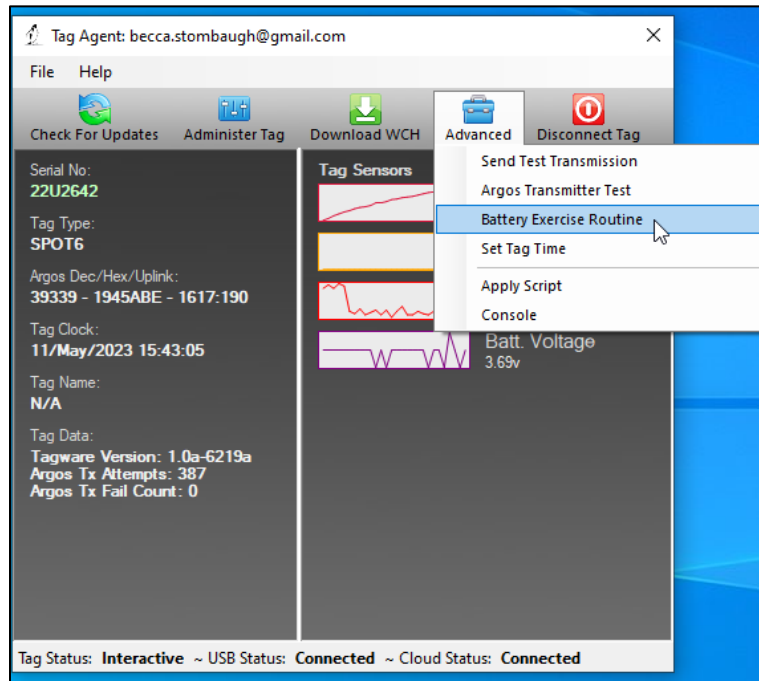 Tag Agent: becca.stombaugh@gmail.com
File Help
Check For Updates Administer Tag Download WCH Advanced Disconnect Tag
Serial No:
22U2642
Tag Type:
SPOT6
Argos Dec/Hex/Uplink:
39339 - 1945ABE - 1617:190
Tag Clock:
11/May/2023 15:43:05
Tag Name:
N/A
Tag Data:
Tagware Version: 1.0a-6219a
Argos Tx Attempts: 387
Argos Tx Fail Count: 0
Tag Sensors
Batt. Voltage
3.69v
Send Test Transmission
Argos Transmitter Test
Battery Exercise Routine
Set Tag Time
Apply Script
Console
Tag Status: Interactive ~ USB Status: Connected ~ Cloud Status: Connected